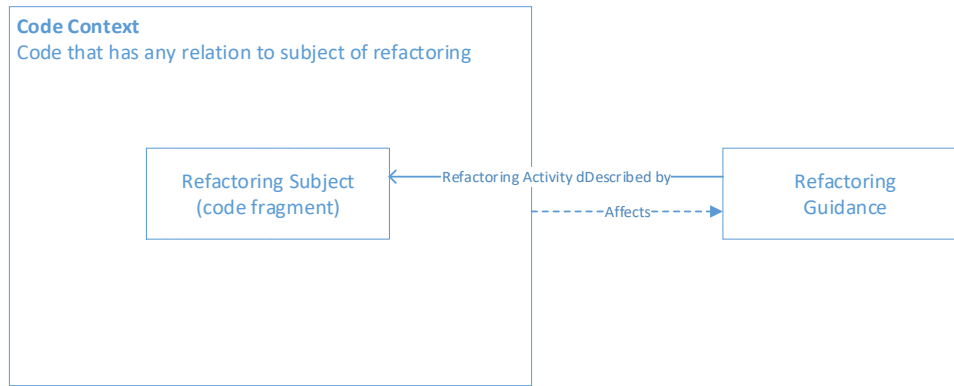 Code Context
Code that has any relation to subject of refactoring
Refactoring Subject
(code fragment)
Refactoring Activity dDescribed by
Affects
Refactoring
Guidance